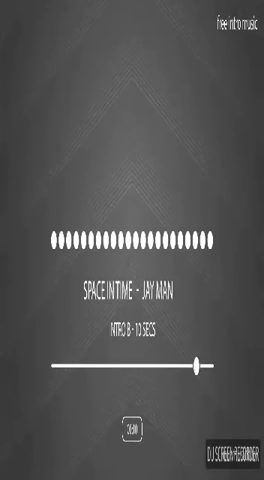 free intro music
SPACE IN TIME - JAY MAN
INTRO B - 10 SECS
DU SCREEN RECORDER